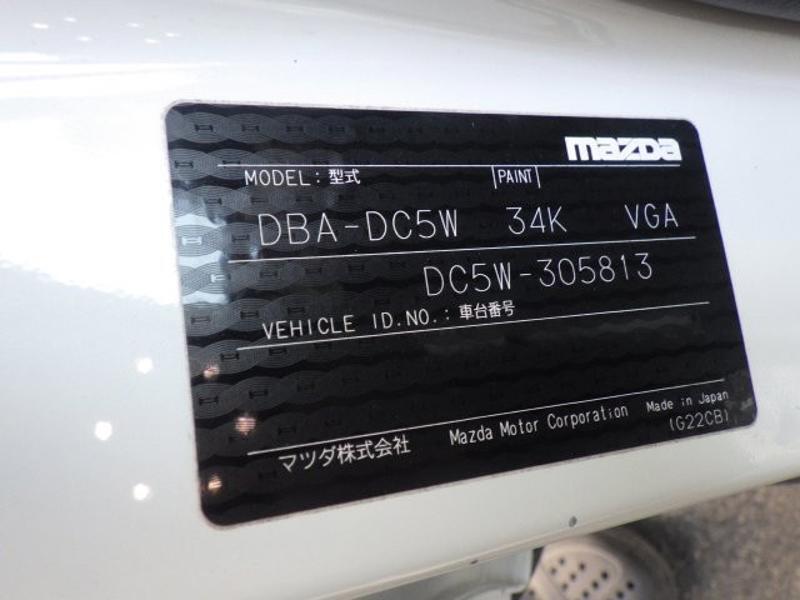 mazda
MODEL:型式 PAINT
DBA-DC5W 34K VGA
DC5W-305813
VEHICLE ID.NO.:車台番号
マツダ株式会社 Mazda Motor Corporation Made in Japan
(G22CB)